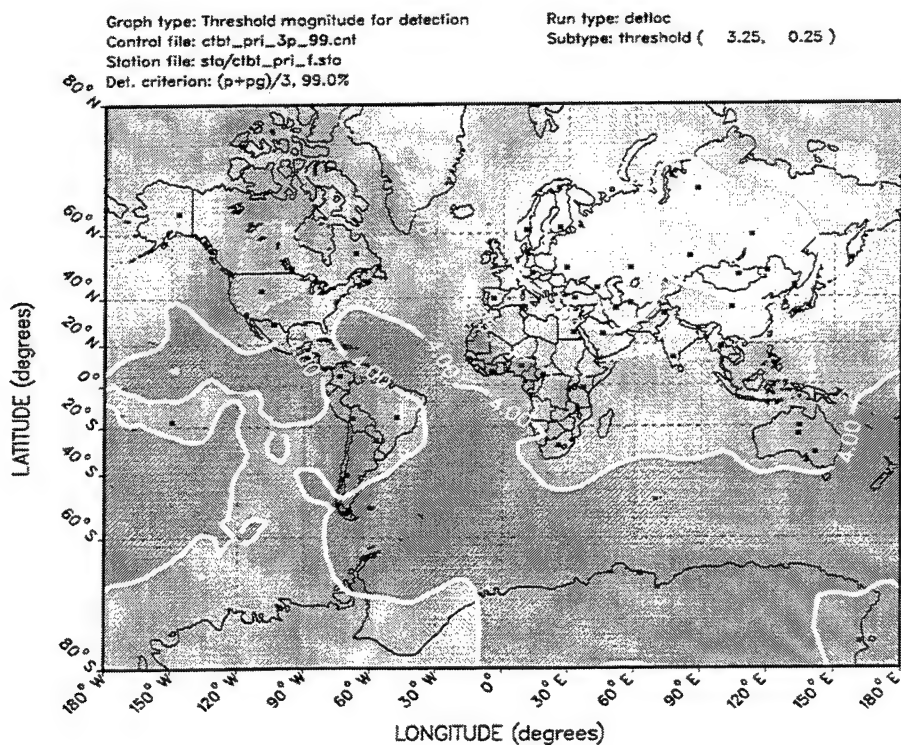 Graph type: Threshold magnitude for detection
Run type: detloc
Control file: ctbt_pri_3p_99.cnt
Subtype: threshold ( 3.25, 0.25 )
Station file: sta/ctbt_pri_f.sta
Det. criterion: (p+pg)/3, 99.0%
80° N
60° N
40° N
30° N
20° N
10° N
0°
20° S
40° S
60° S
80° S
LATITUDE (degrees)
4.00
4.00
4.00
4.00
180° W
150° W
120° W
90° W
60° W
30° W
0°
30° E
60° E
90° E
120° E
150° E
180° E
LONGITUDE (degrees)